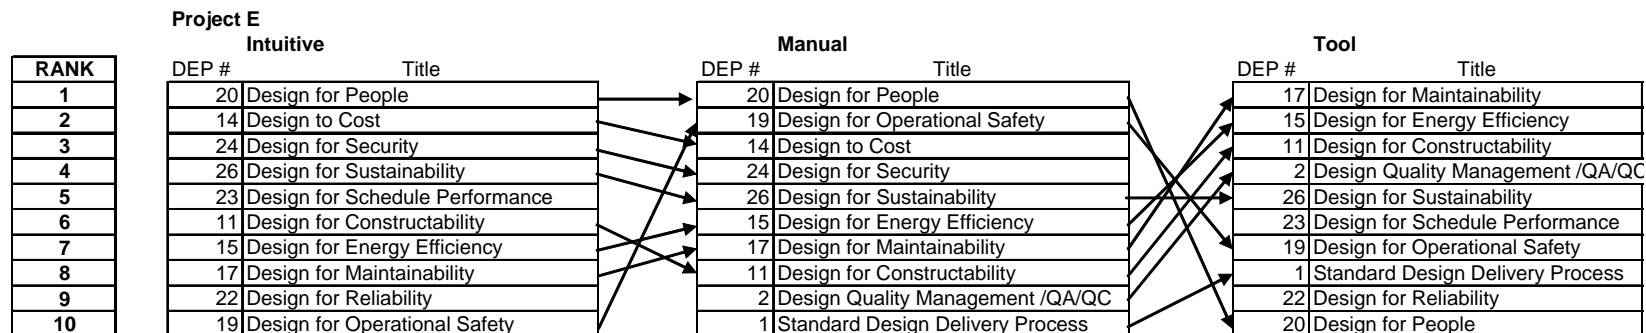 Project E
Intuitive Manual Tool
RANK DEP # Title DEP # Title DEP # Title
1 20 Design for People 20 Design for People 17 Design for Maintainability
2 14 Design to Cost 19 Design for Operational Safety 15 Design for Energy Efficiency
3 24 Design for Security 14 Design to Cost 11 Design for Constructability
4 26 Design for Sustainability 24 Design for Security 2 Design Quality Management /QA/QC
5 23 Design for Schedule Performance 26 Design for Sustainability 26 Design for Sustainability
6 11 Design for Constructability 15 Design for Energy Efficiency 23 Design for Schedule Performance
7 15 Design for Energy Efficiency 17 Design for Maintainability 19 Design for Operational Safety
8 17 Design for Maintainability 11 Design for Constructability 1 Standard Design Delivery Process
9 22 Design for Reliability 2 Design Quality Management /QA/QC 22 Design for Reliability
10 19 Design for Operational Safety 1 Standard Design Delivery Process 20 Design for People